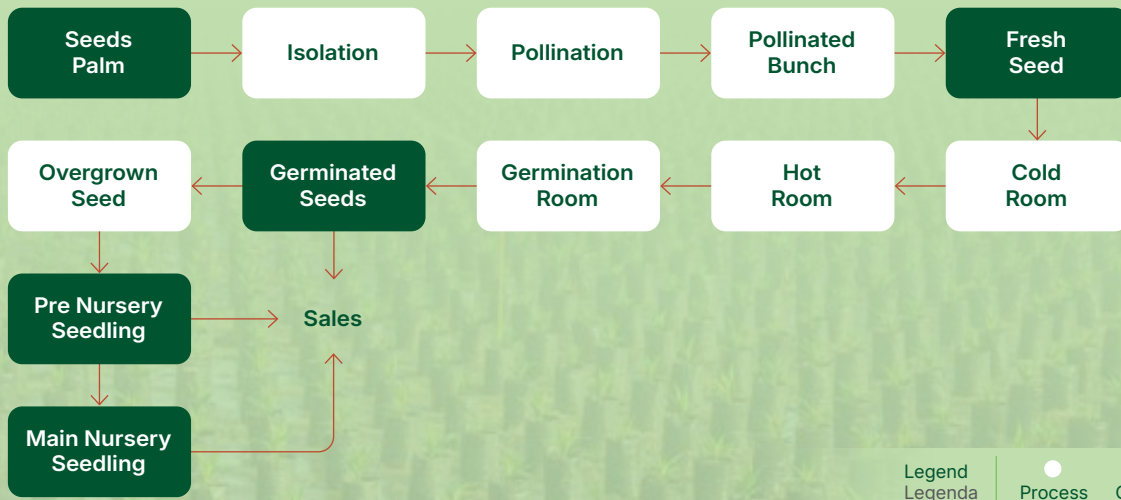 Seeds
Palm
Isolation
Pollination
Pollinated
Bunch
Fresh
Seed
Overgrown
Seed
Germinated
Seeds
Germination
Room
Hot
Room
Cold
Room
Pre Nursery
Seedling
Sales
Main Nursery
Seedling
Legend
Legenda
Process